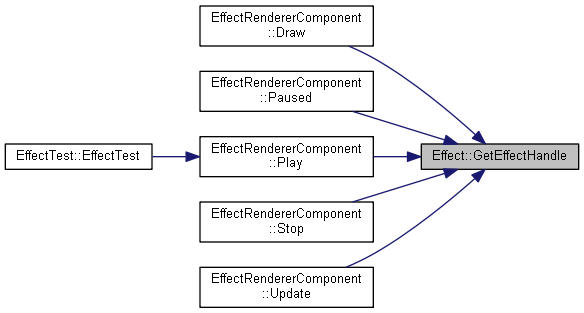 EffectRendererComponent
::Draw
EffectRendererComponent
::Paused
EffectTest::EffectTest
EffectRendererComponent
::Play
Effect::GetEffectHandle
EffectRendererComponent
::Stop
EffectRendererComponent
::Update